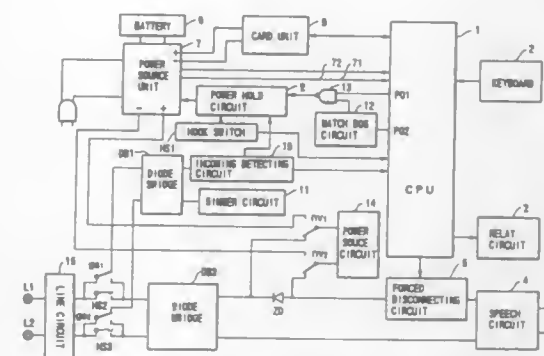 BATTERY
6
7
POWER
SOURCE
UNIT
+
-
+
CARD UNIT
8
1
2
KEYBOARD
72
71
POWER HOLD
CIRCUIT
9
13
PO1
12
WATCH DOG
CIRCUIT
PO2
HOOK SWITCH
HS1
DB1
DIODE
BRIDGE
INCOMING DETECTING
CIRCUIT
10
RINGER CIRCUIT
11
CPU
14
POWER
SOUCE
CIRCUIT
2
RELAY
CIRCUIT
16
L1
L2
LINE CIRCUIT
HS2
HS3
DB2
DIODE
BRIDGE
ZD
5
FORCED
DISCONNECTING
CIRCUIT
4
SPEECH
CIRCUIT